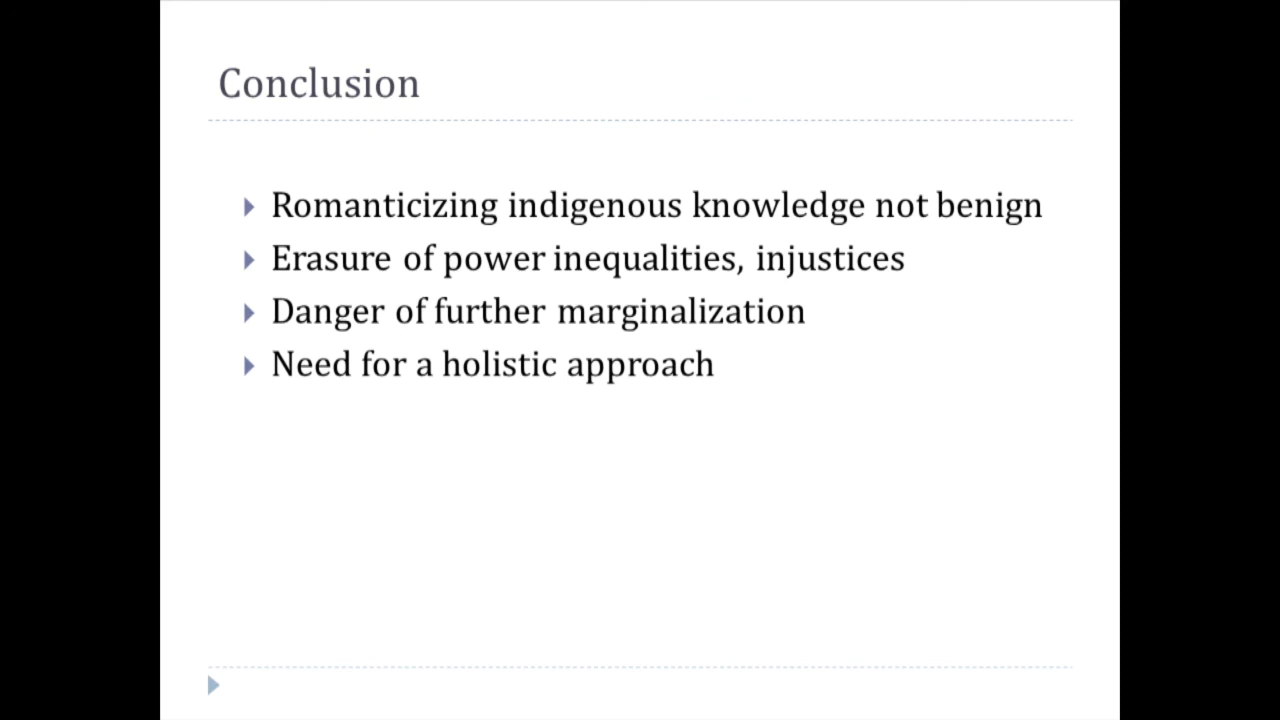 Conclusion
Romanticizing indigenous knowledge not benign
Erasure of power inequalities, injustices
Danger of further marginalization
Need for a holistic approach